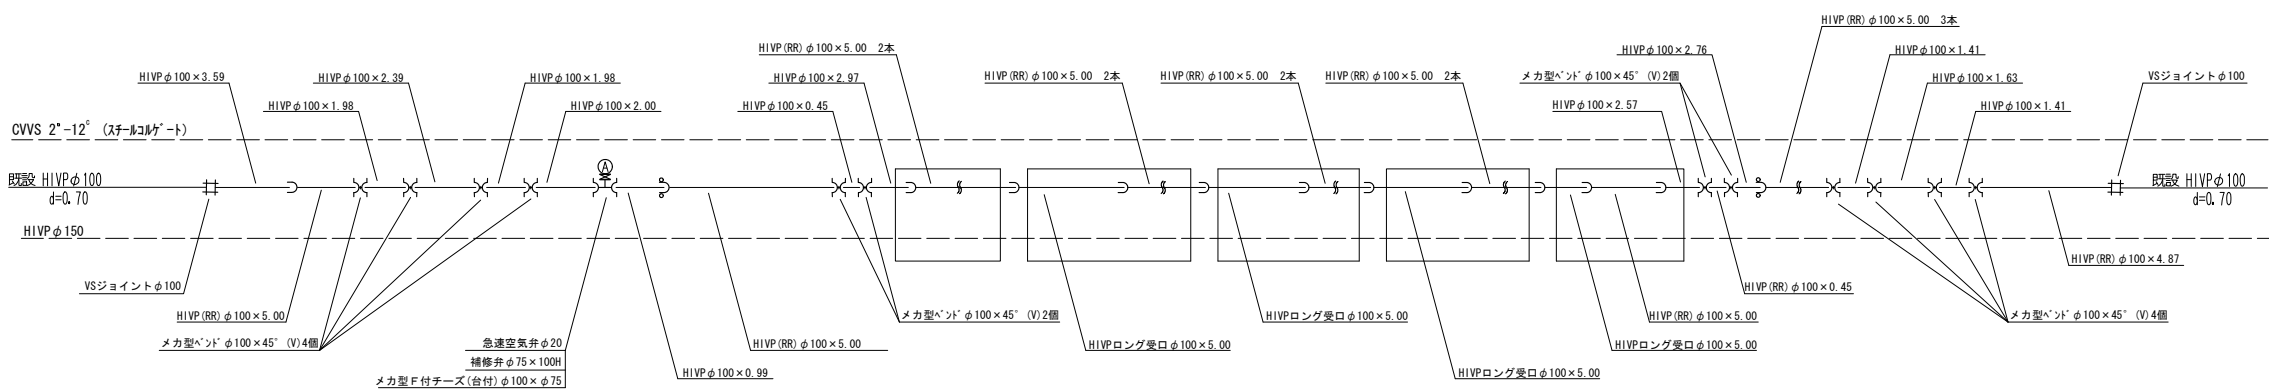 HIVP(RR)φ100×5.00 3本
HIVP(RR)φ100×5.00 2本
HIVPφ100×2.76
HIVPφ100×1.41
HIVPφ100×3.59
HIVPφ100×2.39
HIVPφ100×1.98
HIVPφ100×2.97
HIVP(RR)φ100×5.00 2本
HIVP(RR)φ100×5.00 2本
HIVP(RR)φ100×5.00 2本
メカ型ベンドφ100×45°(V)2個
HIVPφ100×1.63
VSジョイントφ100
HIVPφ100×1.98
HIVPφ100×2.00
HIVPφ100×0.45
HIVPφ100×2.57
HIVPφ100×1.41
CVVS 2°-12ᶜ (スチールコルゲート)
A
既設 HIVPφ100
d=0.70
既設 HIVPφ100
d=0.70
HIVPφ150
HIVP(RR)φ100×4.87
VSジョイントφ100
HIVP(RR)φ100×0.45
HIVP(RR)φ100×5.00
メカ型ベンドφ100×45°(V)2個
HIVPロング受口φ100×5.00
HIVP(RR)φ100×5.00
メカ型ベンドφ100×45°(V)4個
メカ型ベンドφ100×45°(V)4個
急速空気弁φ20
HIVP(RR)φ100×5.00
HIVPロング受口φ100×5.00
HIVPロング受口φ100×5.00
補修弁φ75×100H
メカ型F付チーズ(台付)φ100×φ75
HIVPφ100×0.99
HIVPロング受口φ100×5.00